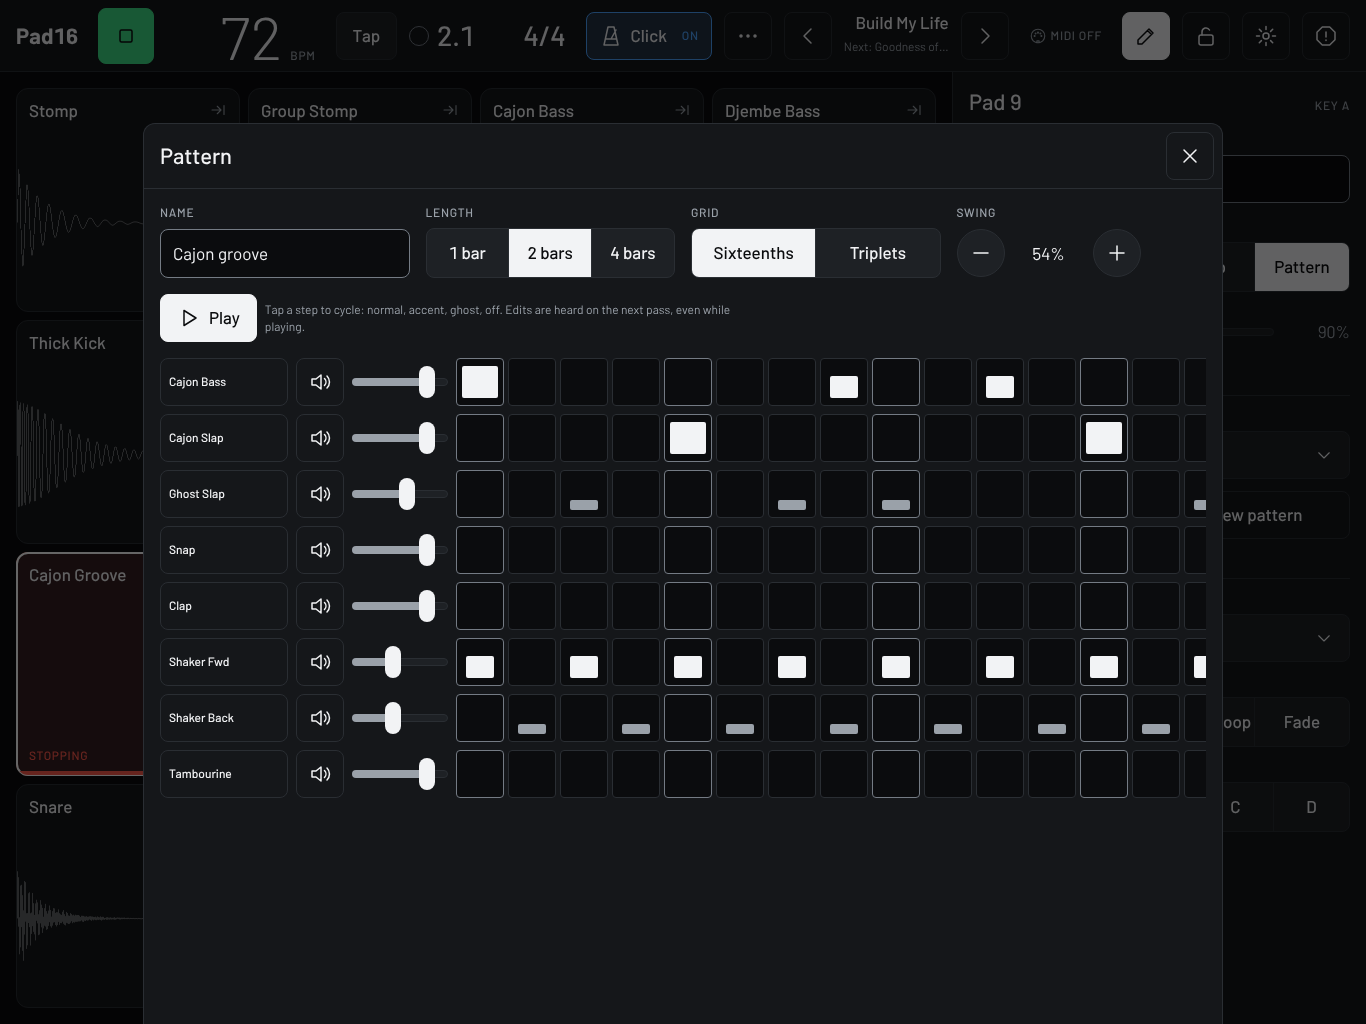 Pad16
72 BPM
Tap
2.1
4/4
Click ON
Build My Life
Next: Goodness of...
MIDI OFF
Stomp
Group Stomp
Cajon Bass
Djembe Bass
Pad 9
KEY A
Pattern
NAME
LENGTH
GRID
SWING
Cajon groove
1 bar
2 bars
4 bars
Sixteenths
Triplets
54%
Pattern
Play
Tap a step to cycle: normal, accent, ghost, off. Edits are heard on the next pass, even while
playing.
90%
Thick Kick
Cajon Bass
Cajon Slap
Ghost Slap
Snap
Clap
Shaker Fwd
Shaker Back
Tambourine
pattern
Cajon Groove
STOPPING
Fade
Snare
C
D